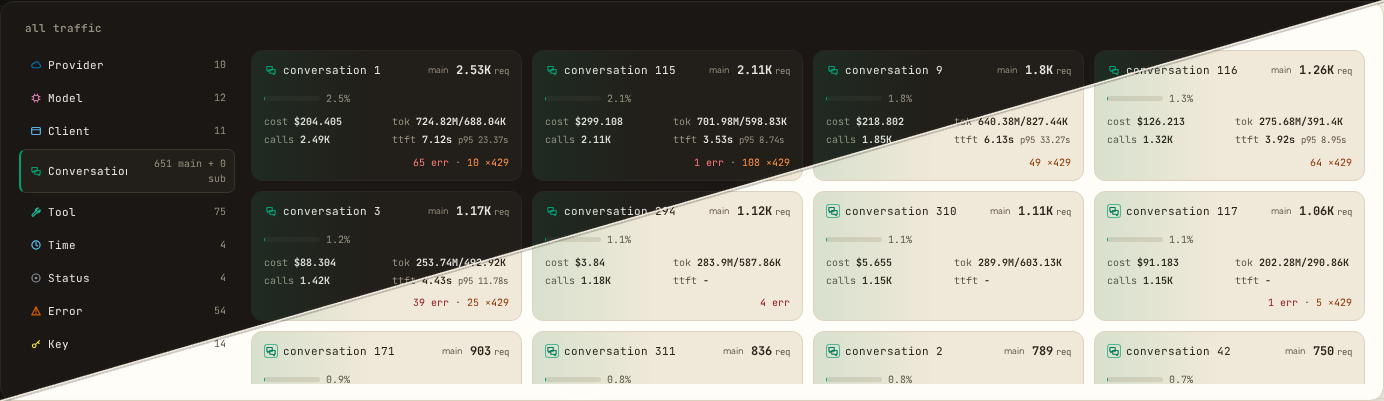 all traffic
Provider 10
Model 12
Client 11
Conversation 651 main + 0 sub
Tool 75
Time 4
Status 4
Error 54
Key 14
conversation 1 main 2.53K req
2.5%
cost $204.405 tok 724.82M/688.04K
calls 2.49K ttft 7.12s p95 23.37s
65 err · 10 ×429
conversation 115 main 2.11K req
2.1%
cost $299.108 tok 701.98M/598.83K
calls 2.11K ttft 3.53s p95 8.74s
1 err · 108 ×429
conversation 9 main 1.8K req
1.8%
cost $218.802 tok 640.38M/827.44K
calls 1.85K ttft 6.13s p95 33.27s
49 ×429
conversation 116 main 1.26K req
1.3%
cost $126.213 tok 275.68M/391.4K
calls 1.32K ttft 3.92s p95 8.95s
64 ×429
conversation 3 main 1.17K req
1.2%
cost $88.304 tok 253.74M/492.92K
calls 1.42K ttft 4.43s p95 11.78s
39 err · 25 ×429
conversation 294 main 1.12K req
1.1%
cost $3.84 tok 283.9M/587.86K
calls 1.18K ttft -
4 err
conversation 310 main 1.11K req
1.1%
cost $5.655 tok 289.9M/603.13K
calls 1.15K ttft -
conversation 117 main 1.06K req
1.1%
cost $91.183 tok 202.28M/290.86K
calls 1.15K ttft -
1 err · 5 ×429
conversation 171 main 903 req
0.9%
conversation 311 main 836 req
0.8%
conversation 2 main 789 req
0.8%
conversation 42 main 750 req
0.7%